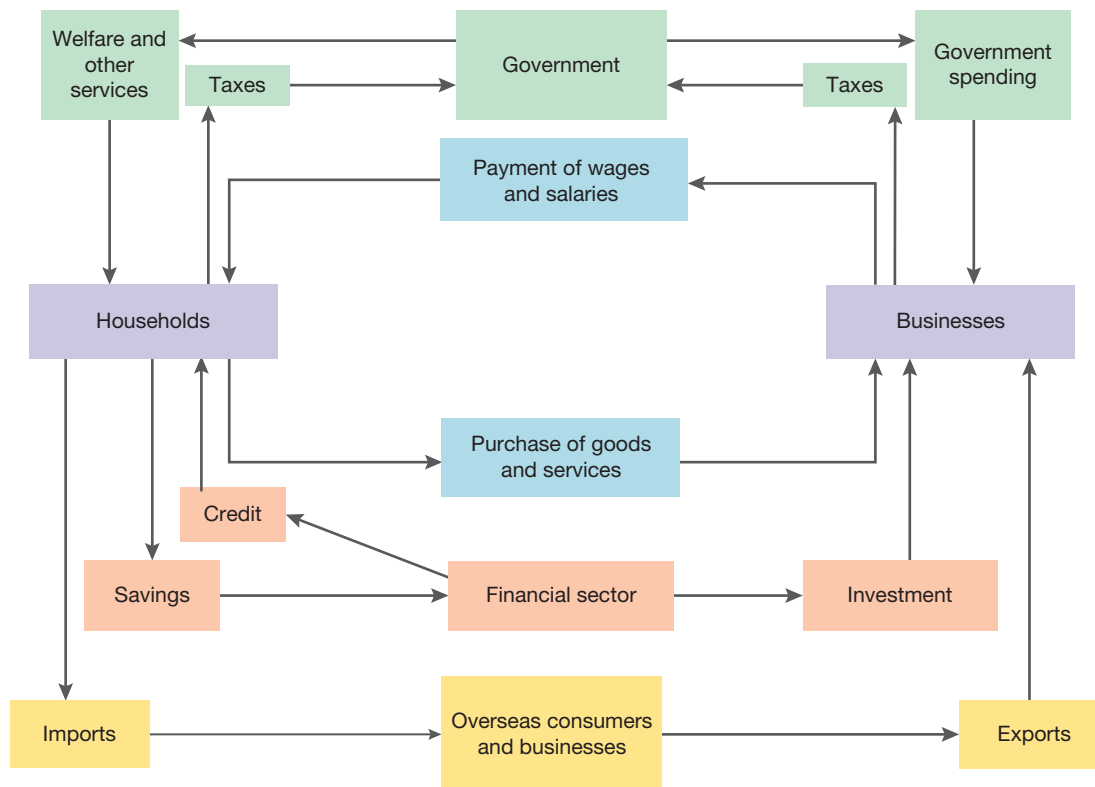 Welfare and
other
services
Government
Government
spending
Taxes
Taxes
Payment of wages
and salaries
Households
Businesses
Purchase of goods
and services
Credit
Savings
Financial sector
Investment
Imports
Overseas consumers
and businesses
Exports